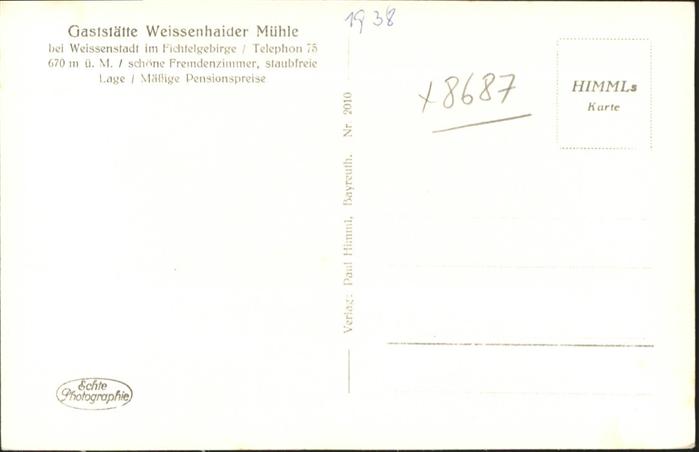 Gaststätte Weissenhaider Mühle
bei Weissenstadt im Fichtelgebirge / Telephon 75
670 m ü. M. / schöne Fremdenzimmer, staubfreie
Lage / Mäßige Pensionspreise
1938
x8687
HIMMLs
Karte
Verlag: Paul Himml, Bayreuth. Nr. 2010
Echte
Photographie